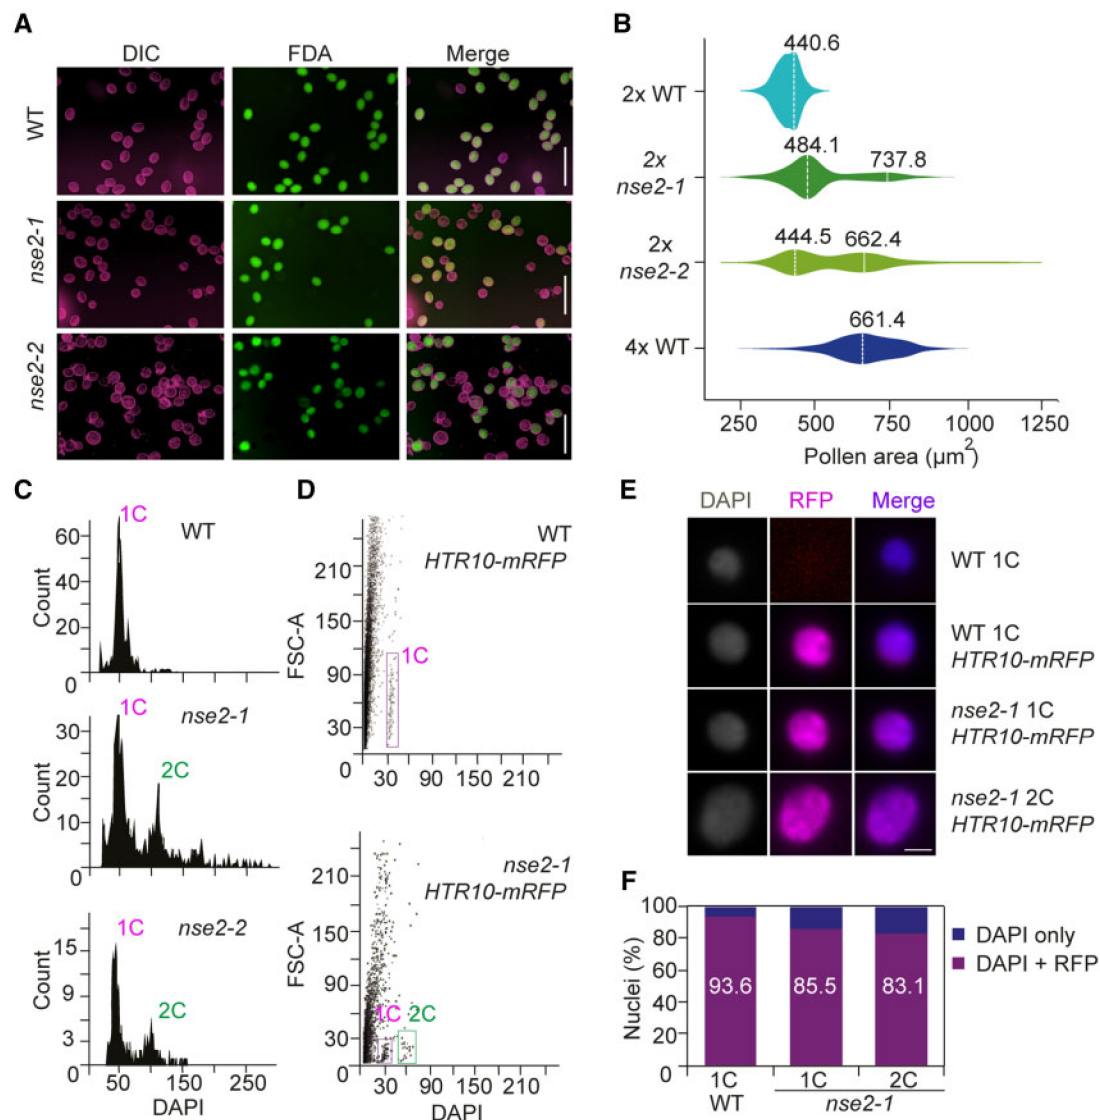 A
DIC FDA Merge
WT
nse2-1
nse2-2
B
440.6
2x WT
484.1 737.8
2x
nse2-1
444.5 662.4
2x
nse2-2
661.4
4x WT
250 500 750 1000 1250
Pollen area (µm2)
C
1C WT
60
40
20
0
Count
1C nse2-1
2C
30
20
10
0
Count
1C nse2-2
2C
15
9
3
0
Count
50 150 250
DAPI
D
WT
HTR10-mRFP
210
150
90
30
0
FSC-A
1C
30 90 150 210
nse2-1
HTR10-mRFP
210
150
90
30
0
FSC-A
1C 2C
30 90 150 210
DAPI
E
DAPI RFP Merge
WT 1C
WT 1C
HTR10-mRFP
nse2-1 1C
HTR10-mRFP
nse2-1 2C
HTR10-mRFP
F
100
80
60
40
20
0
Nuclei (%)
93.6 85.5 83.1
1C 1C 2C
WT nse2-1
DAPI only
DAPI + RFP